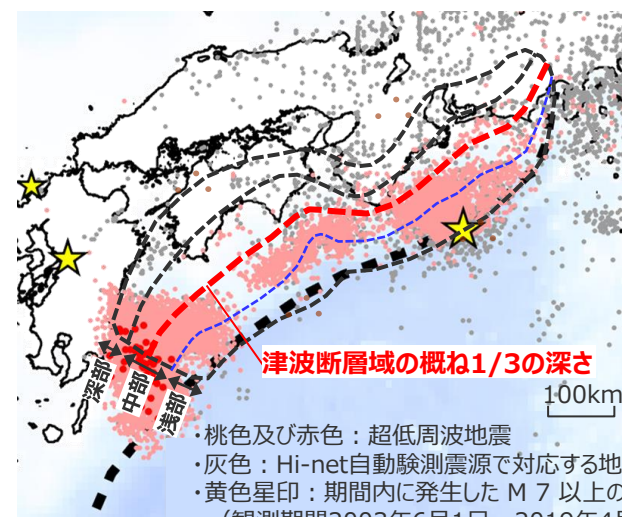 津波断層域の概ね1/3の深さ
深部
中部
浅部
100km
・桃色及び赤色:超低周波地震
・灰色:Hi-net自動験測震源で対応する地
・黄色星印:期間内に発生したM7以上の